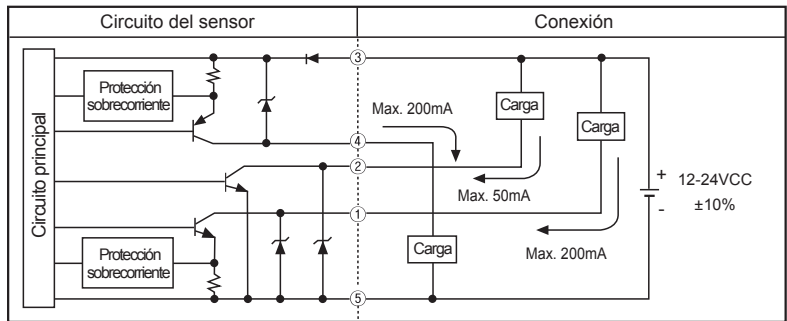 Circuito del sensor
Conexión
Circuito principal
Protección
sobrecorriente
Protección
sobrecorriente
③
④
②
①
⑤
Max. 200mA
Carga
Carga
Max. 50mA
Carga
Max. 200mA
+
-
12-24VCC
±10%